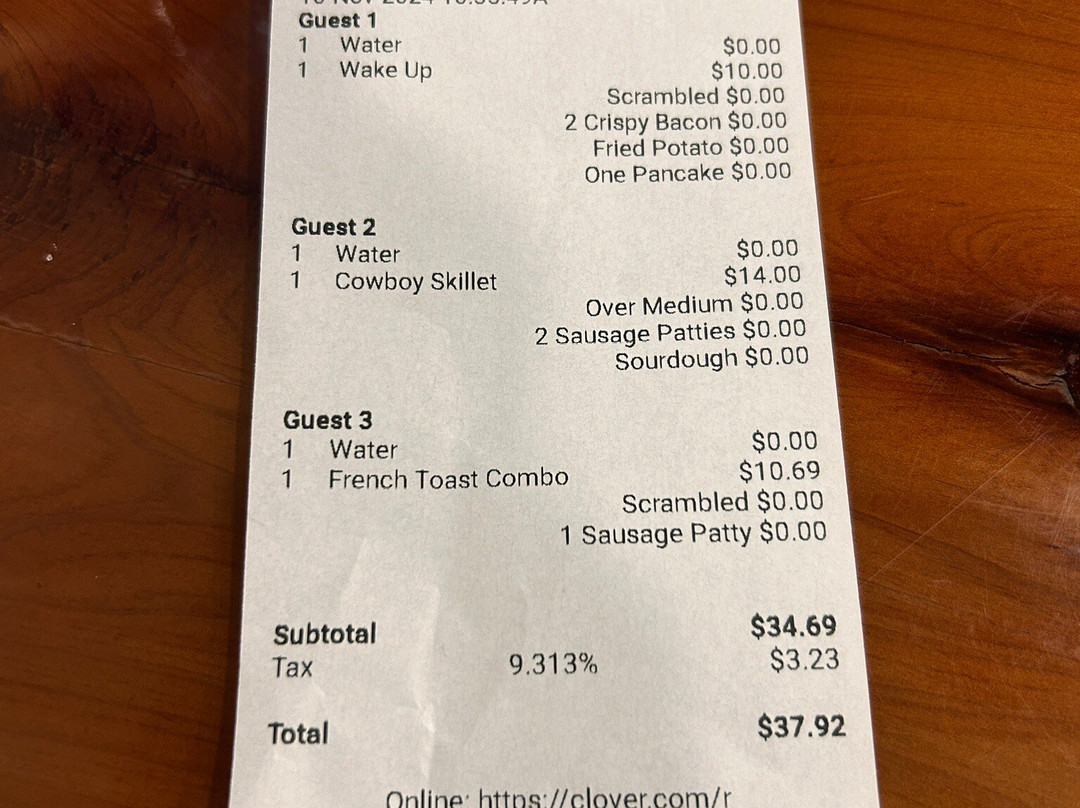 Guest 1
1 Water $0.00
1 Wake Up $10.00
Scrambled $0.00
2 Crispy Bacon $0.00
Fried Potato $0.00
One Pancake $0.00
Guest 2
1 Water $0.00
1 Cowboy Skillet $14.00
Over Medium $0.00
2 Sausage Patties $0.00
Sourdough $0.00
Guest 3
1 Water $0.00
1 French Toast Combo $10.69
Scrambled $0.00
1 Sausage Patty $0.00
Subtotal $34.69
Tax 9.313% $3.23
Total $37.92
Online: https://clover.com/r